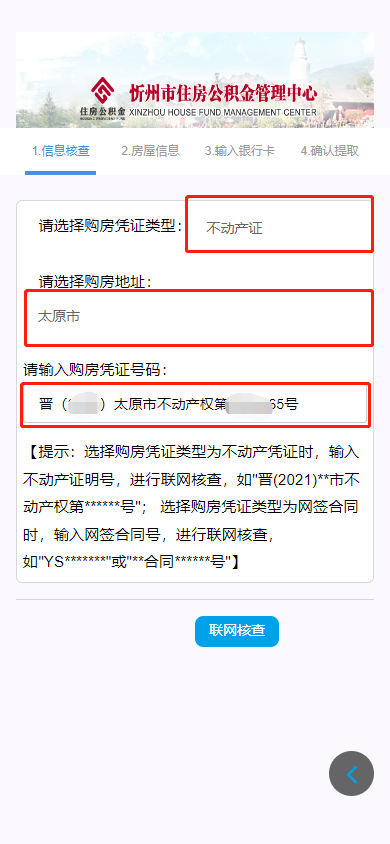 住房公积金
忻州市住房公积金管理中心
XINZHOU HOUSE FUND MANAGEMENT CENTER
1.信息核查
2.房屋信息
3.输入银行卡
4.确认提取
请选择购房凭证类型：
不动产证
请选择购房地址：
太原市
请输入购房凭证号码：
晋（ ）太原市不动产权第 65号
【提示：选择购房凭证类型为不动产凭证时，输入
不动产证明号，进行联网核查，如"晋(2021)**市不
动产权第******号"； 选择购房凭证类型为网签合同
时，输入网签合同号，进行联网核查，
如"YS*******"或"**合同******号"】
联网核查